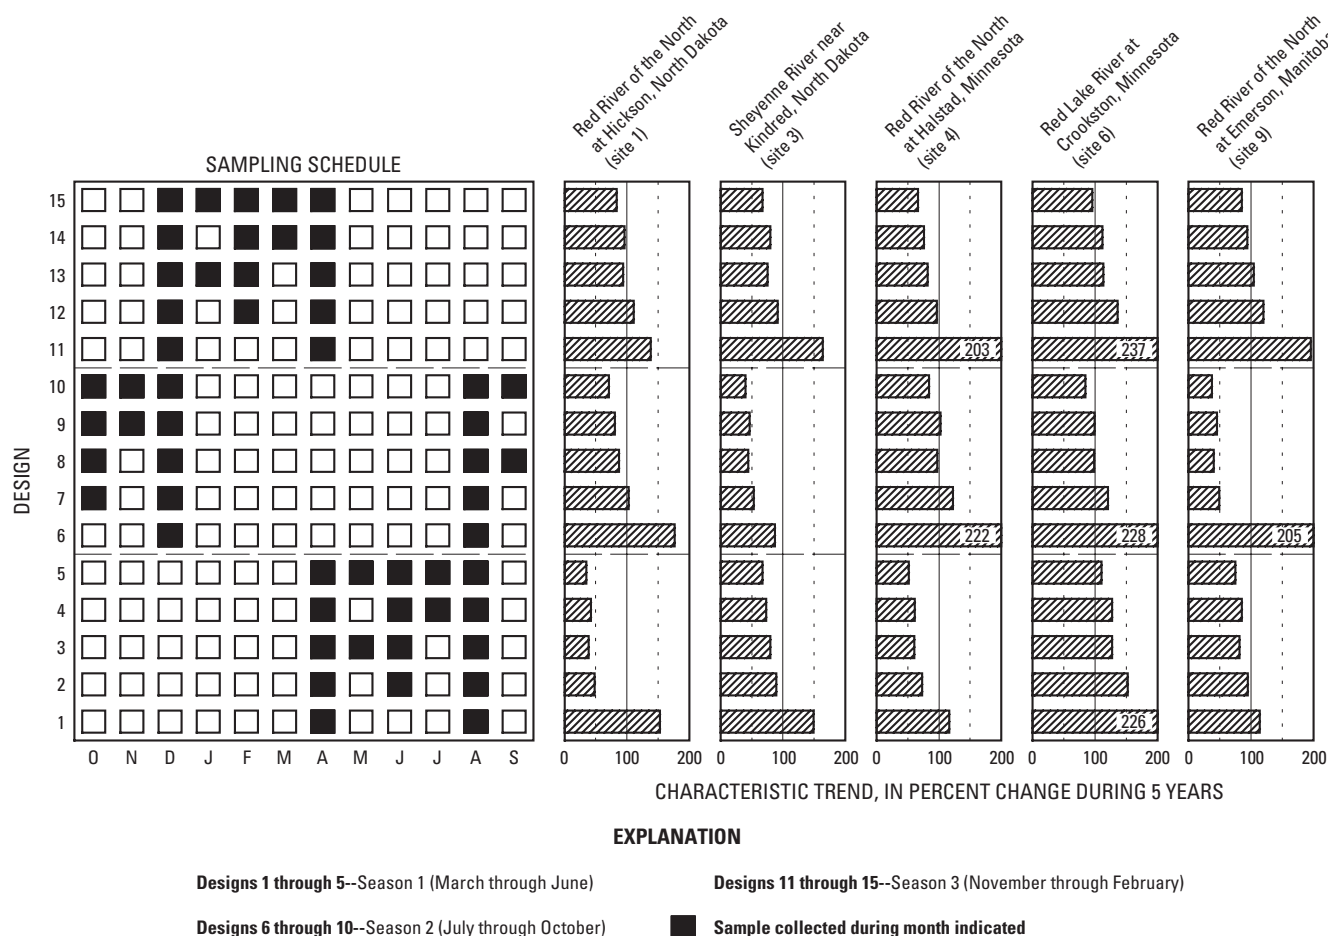 Red River of the North
at Hickson, North Dakota
(site 1)
Sheyenne River near
Kindred, North Dakota
(site 3)
Red River of the North
at Halstad, Minnesota
(site 4)
Red Lake River at
Crookston, Minnesota
(site 6)
Red River of the North
at Emerson, Manitoba
(site 9)
SAMPLING SCHEDULE
DESIGN
15
14
13
12
11 203 237
10
9
8
7
6 222 228 205
5
4
3
2
1 226
O N D J F M A M J J A S 0 100 200 0 100 200 0 100 200 0 100 200 0 100 200
CHARACTERISTIC TREND, IN PERCENT CHANGE DURING 5 YEARS
EXPLANATION
Designs 1 through 5--Season 1 (March through June)
Designs 11 through 15--Season 3 (November through February)
Designs 6 through 10--Season 2 (July through October)
Sample collected during month indicated